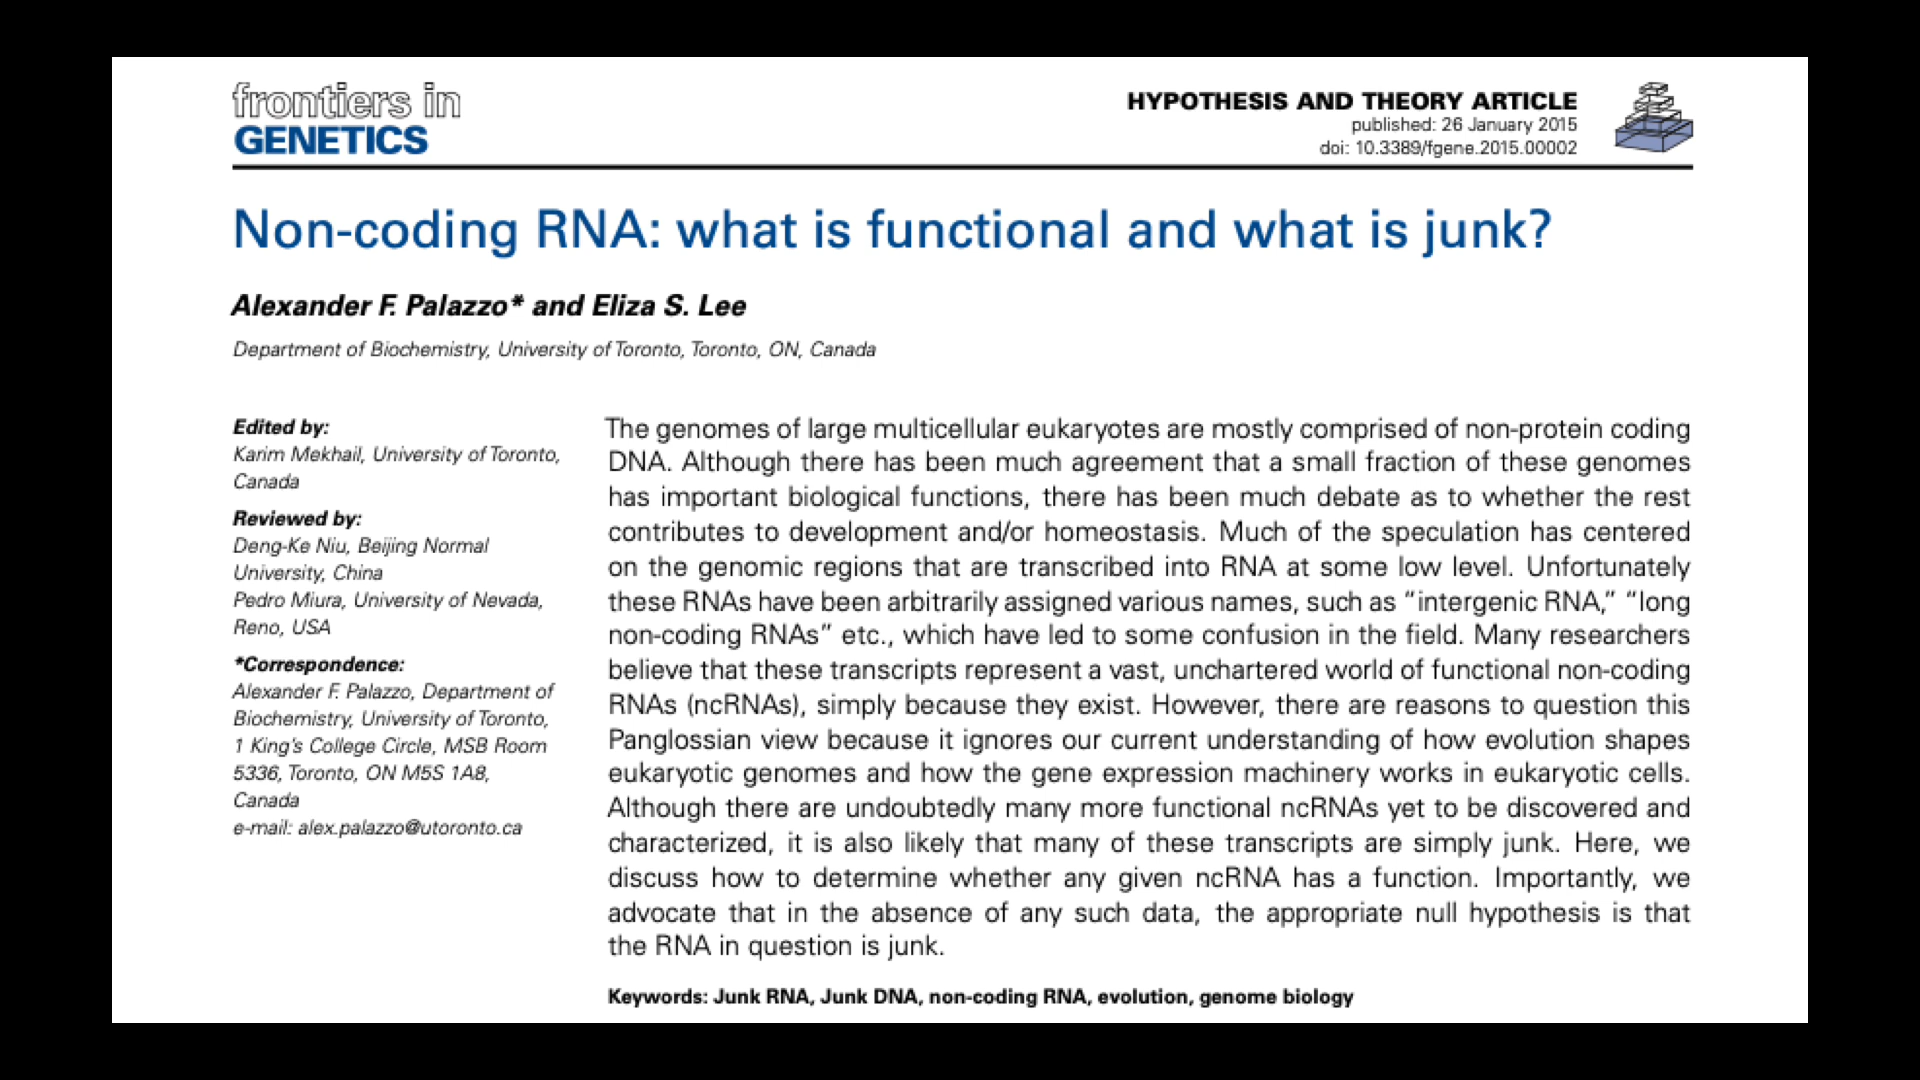 frontiers in
GENETICS
HYPOTHESIS AND THEORY ARTICLE
published: 26 January 2015
doi: 10.3389/fgene.2015.00002
Non-coding RNA: what is functional and what is junk?
Alexander F. Palazzo* and Eliza S. Lee
Department of Biochemistry, University of Toronto, Toronto, ON, Canada
Edited by:
Karim Mekhail, University of Toronto,
Canada
Reviewed by:
Deng-Ke Niu, Beijing Normal
University, China
Pedro Miura, University of Nevada,
Reno, USA
*Correspondence:
Alexander F. Palazzo, Department of
Biochemistry, University of Toronto,
1 King's College Circle, MSB Room
5336, Toronto, ON M5S 1A8,
Canada
e-mail: alex.palazzo@utoronto.ca
The genomes of large multicellular eukaryotes are mostly comprised of non-protein coding
DNA. Although there has been much agreement that a small fraction of these genomes
has important biological functions, there has been much debate as to whether the rest
contributes to development and/or homeostasis. Much of the speculation has centered
on the genomic regions that are transcribed into RNA at some low level. Unfortunately
these RNAs have been arbitrarily assigned various names, such as “intergenic RNA,” “long
non-coding RNAs” etc., which have led to some confusion in the field. Many researchers
believe that these transcripts represent a vast, unchartered world of functional non-coding
RNAs (ncRNAs), simply because they exist. However, there are reasons to question this
Panglossian view because it ignores our current understanding of how evolution shapes
eukaryotic genomes and how the gene expression machinery works in eukaryotic cells.
Although there are undoubtedly many more functional ncRNAs yet to be discovered and
characterized, it is also likely that many of these transcripts are simply junk. Here, we
discuss how to determine whether any given ncRNA has a function. Importantly, we
advocate that in the absence of any such data, the appropriate null hypothesis is that
the RNA in question is junk.
Keywords: Junk RNA, Junk DNA, non-coding RNA, evolution, genome biology